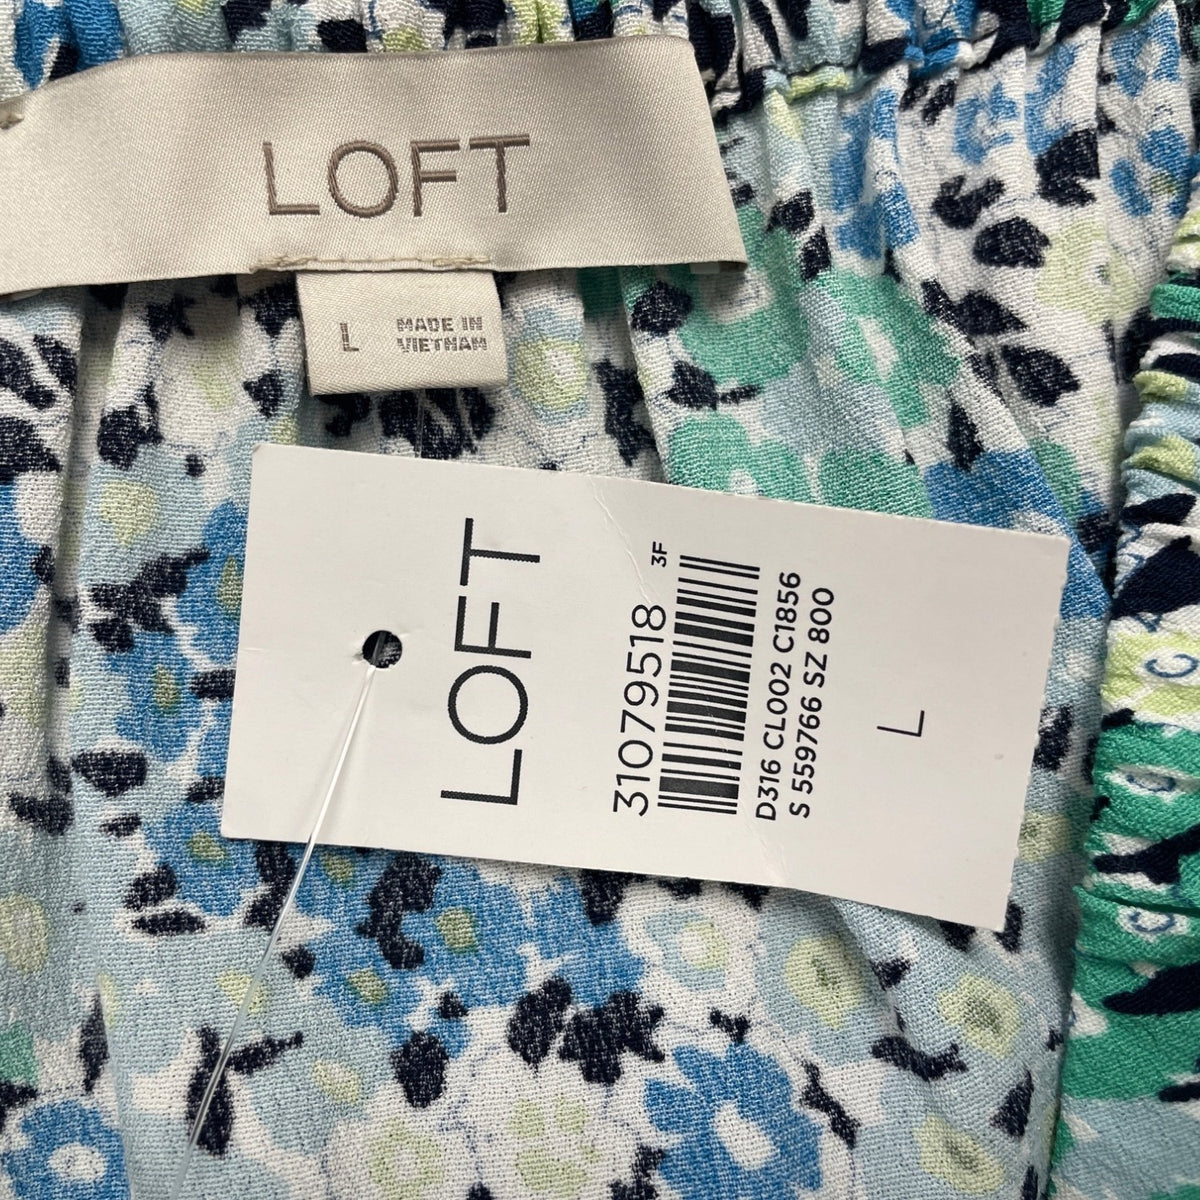 LOFT
L
MADE IN
VIETNAM
LOFT
31079518
3F
D316 CL002 C1856
S 559766 SZ 800
L